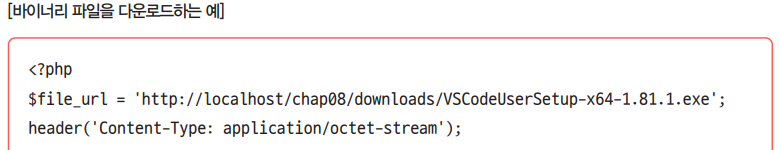 [바이너리 파일을 다운로드하는 예]
<?php
$file_url = 'http://localhost/chap08/downloads/VSCodeUserSetup-x64-1.81.1.exe';
header('Content-Type: application/octet-stream');